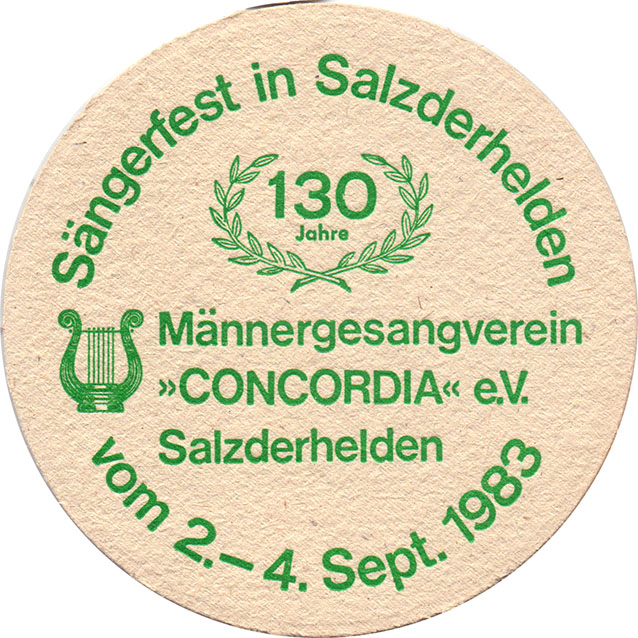 Sängerfest in Salzderhelden
130
Jahre
Männergesangverein
»CONCORDIA« e.V.
Salzderhelden
vom 2.– 4. Sept. 1983